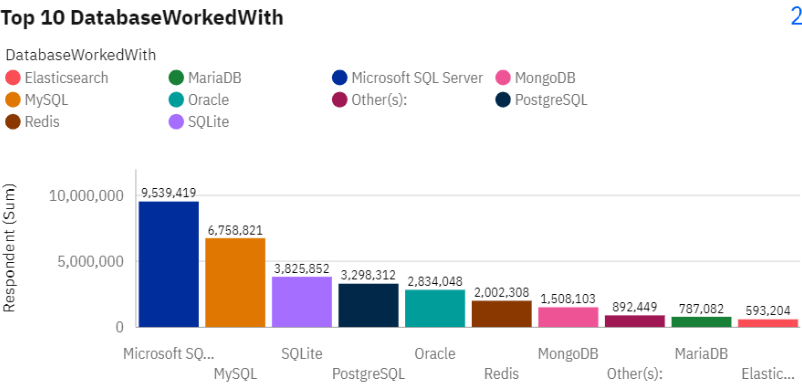 Top 10 DatabaseWorkedWith 2
DatabaseWorkedWith
Elasticsearch MariaDB Microsoft SQL Server MongoDB
MySQL Oracle Other(s): PostgreSQL
Redis SQLite
Respondent (Sum)
10,000,000
5,000,000
0
9,539,419
6,758,821
3,825,852
3,298,312
2,834,048
2,002,308
1,508,103
892,449
787,082
593,204
Microsoft SQ... SQLite Oracle MongoDB MariaDB
MySQL PostgreSQL Redis Other(s): Elastic...